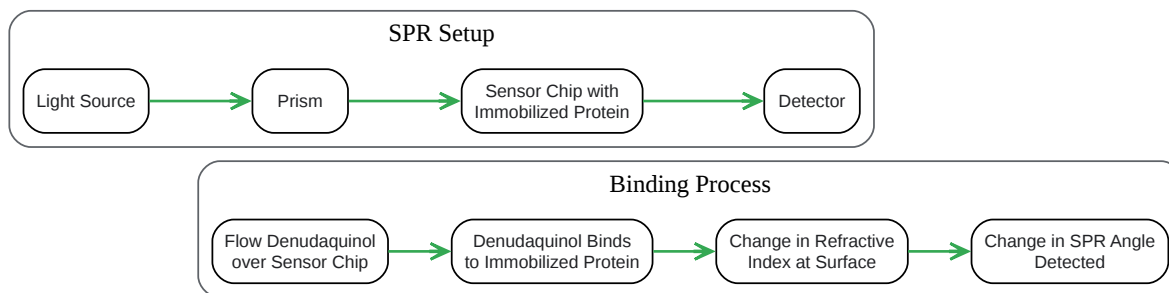 SPR Setup
Light Source
Prism
Sensor Chip with
Immobilized Protein
Detector
Binding Process
Flow Denudaquinol
over Sensor Chip
Denudaquinol Binds
to Immobilized Protein
Change in Refractive
Index at Surface
Change in SPR Angle
Detected